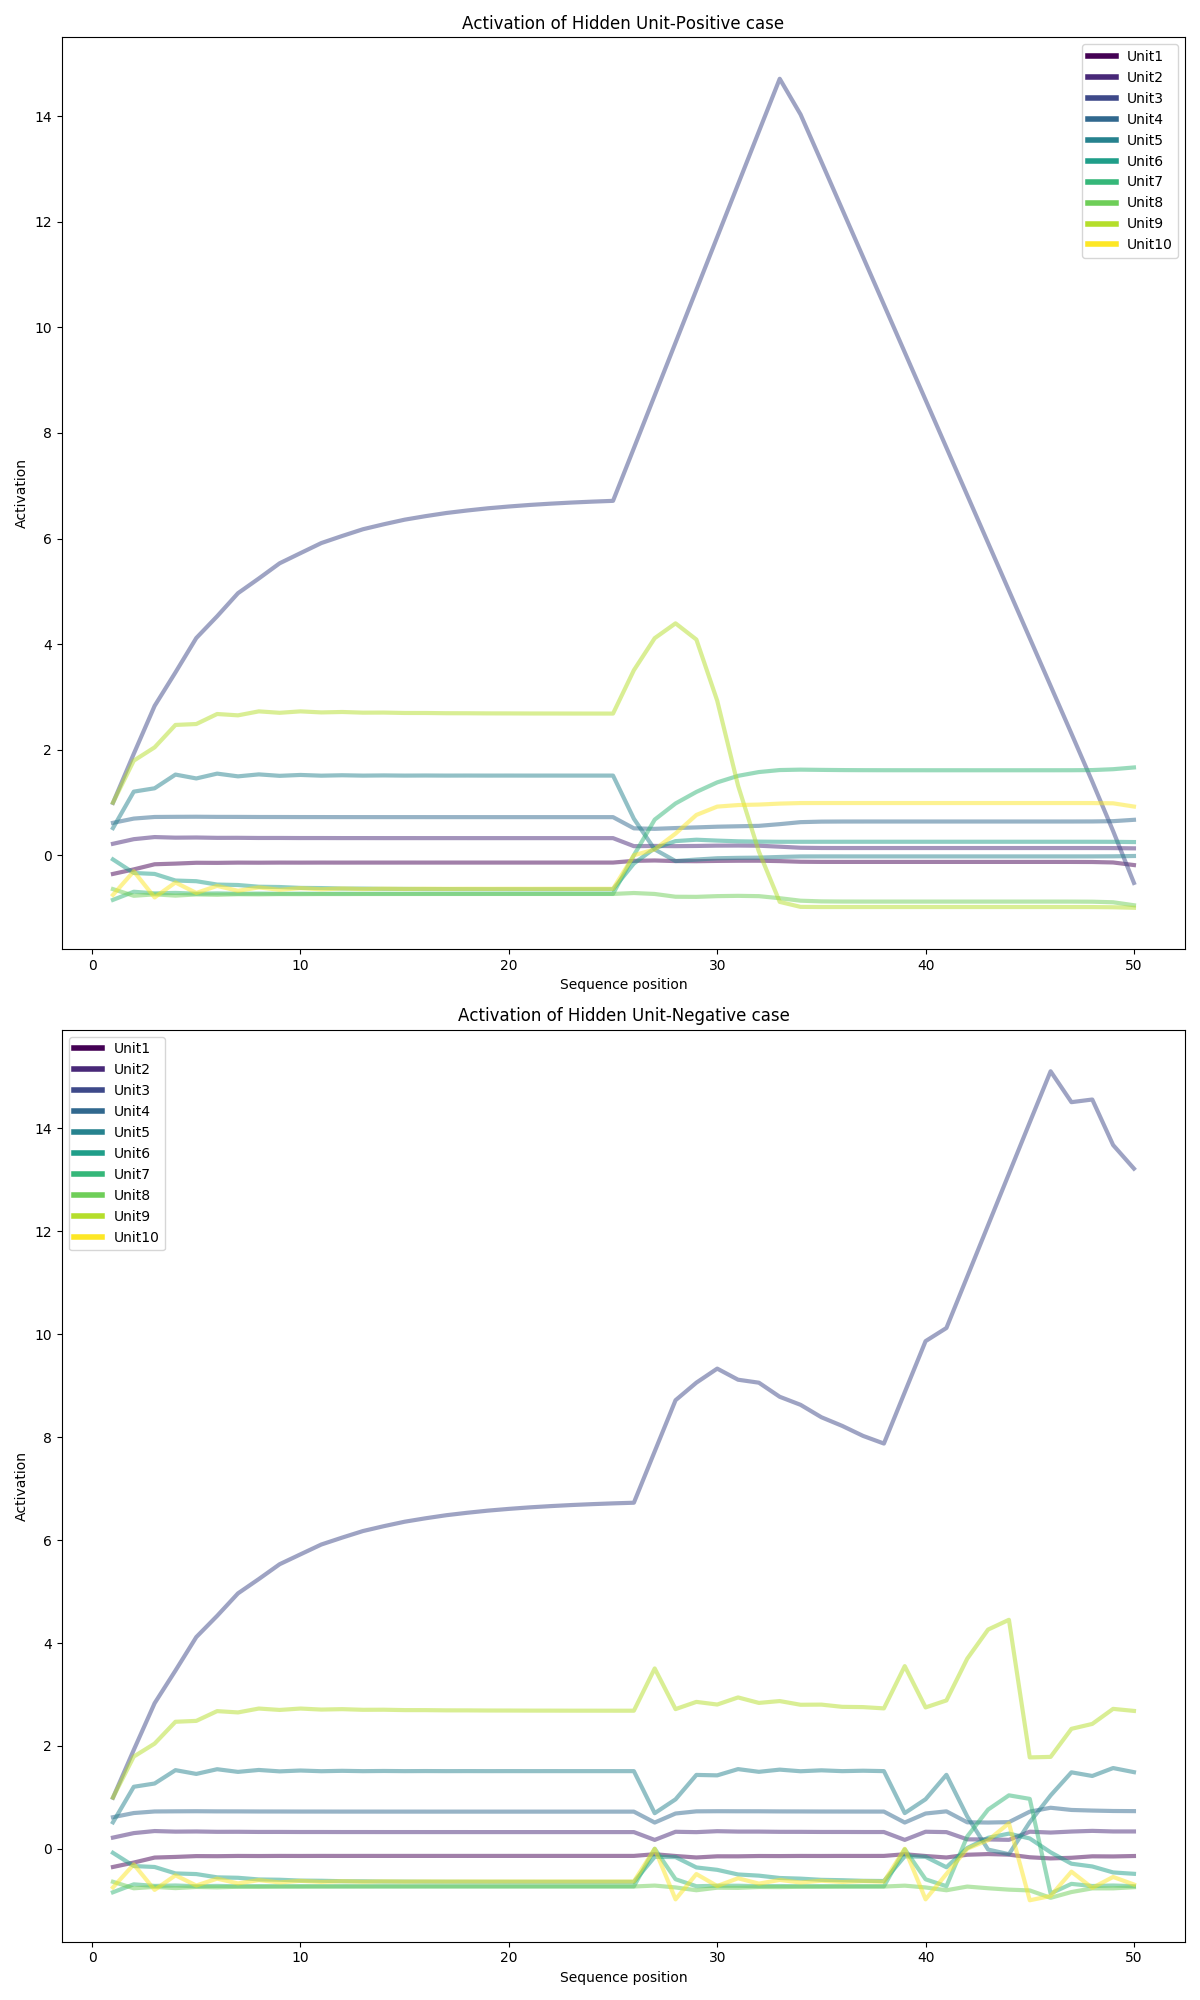 Activation of Hidden Unit-Positive case
Unit1
Unit2
Unit3
Unit4
Unit5
Unit6
Unit7
Unit8
Unit9
Unit10
14
12
10
8
6
4
2
0
Activation
0 10 20 30 40 50
Sequence position
Activation of Hidden Unit-Negative case
Unit1
Unit2
Unit3
Unit4
Unit5
Unit6
Unit7
Unit8
Unit9
Unit10
14
12
10
8
6
4
2
0
Activation
0 10 20 30 40 50
Sequence position